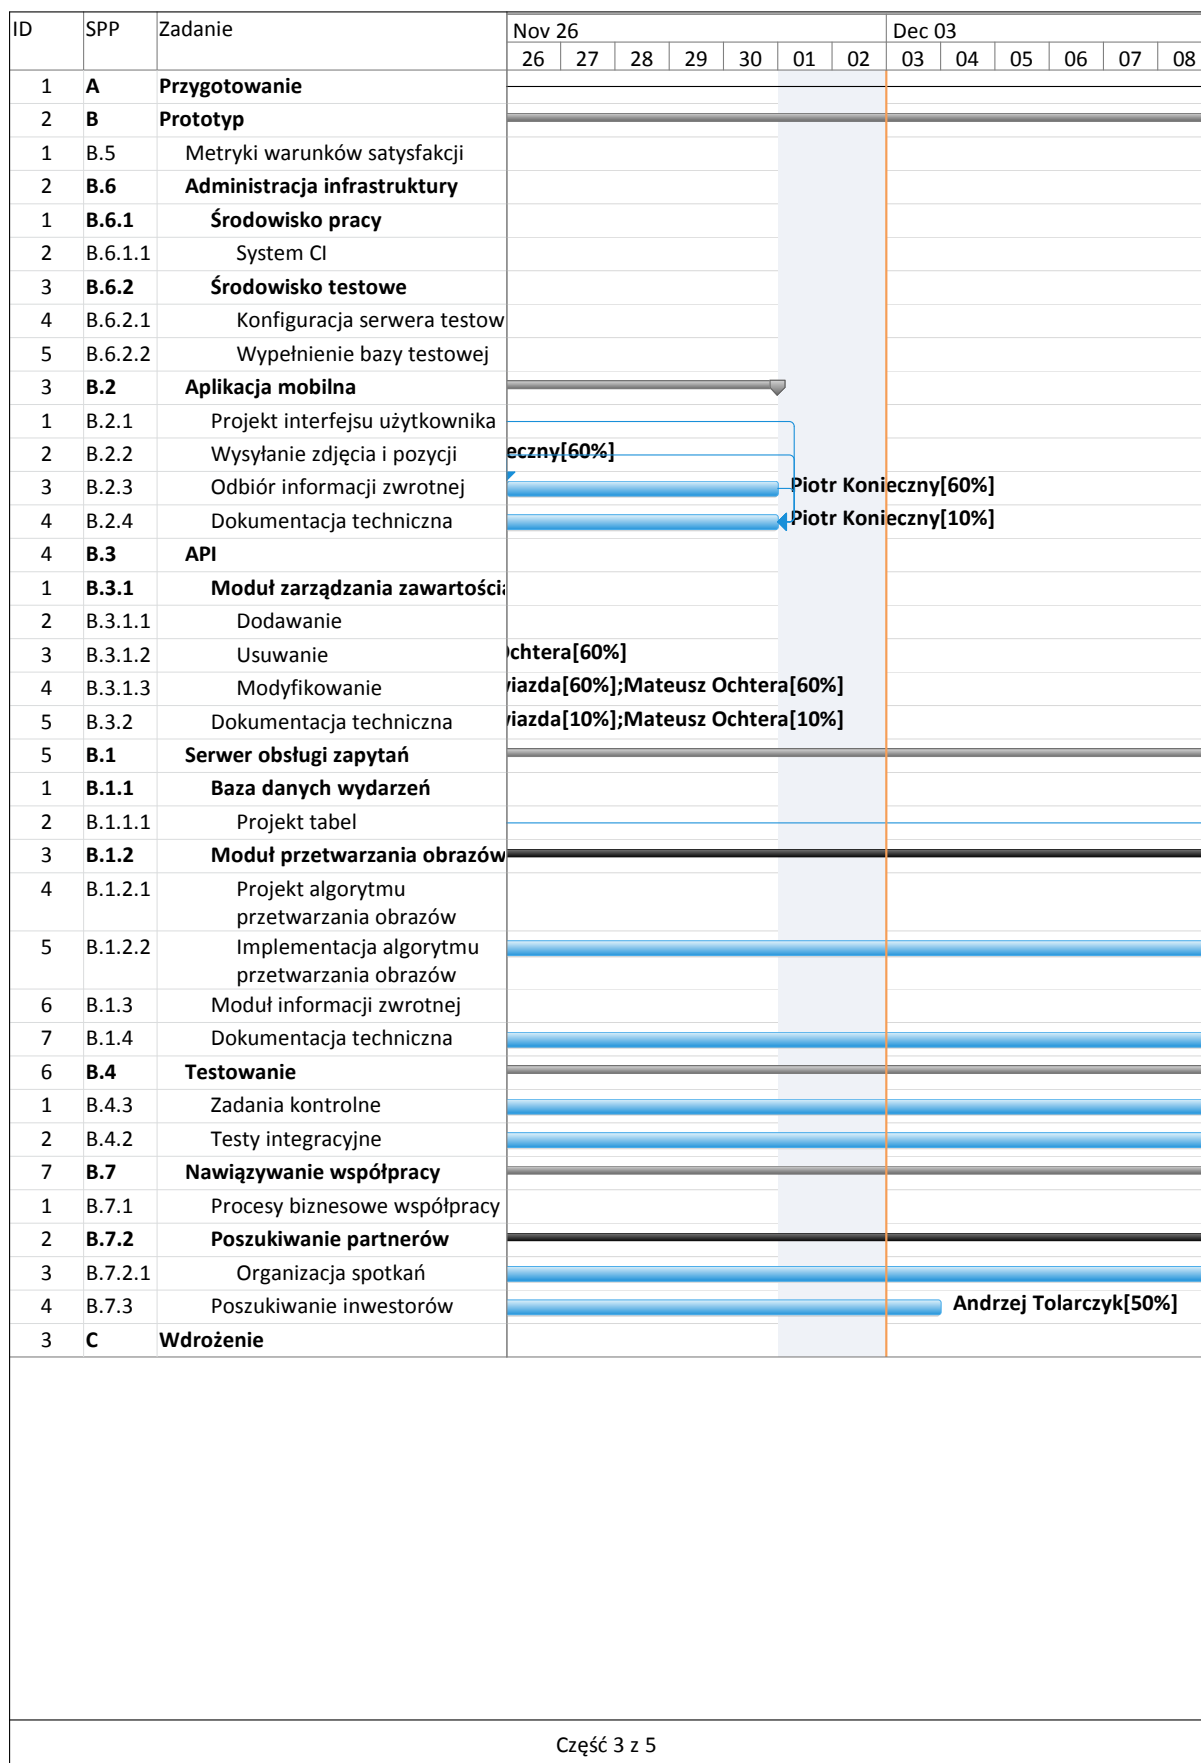 ID SPP Zadanie Nov 26 Dec 03
26 27 28 29 30 01 02 03 04 05 06 07 08
1 A Przygotowanie
2 B Prototyp
1 B.5 Metryki warunków satysfakcji
2 B.6 Administracja infrastruktury
1 B.6.1 Środowisko pracy
2 B.6.1.1 System CI
3 B.6.2 Środowisko testowe
4 B.6.2.1 Konfiguracja serwera testow
5 B.6.2.2 Wypełnienie bazy testowej
3 B.2 Aplikacja mobilna
1 B.2.1 Projekt interfejsu użytkownika
2 B.2.2 Wysyłanie zdjęcia i pozycji eczny[60%]
3 B.2.3 Odbiór informacji zwrotnej Piotr Konieczny[60%]
4 B.2.4 Dokumentacja techniczna Piotr Konieczny[10%]
4 B.3 API
1 B.3.1 Moduł zarządzania zawartości
2 B.3.1.1 Dodawanie
3 B.3.1.2 Usuwanie Ochtera[60%]
4 B.3.1.3 Modyfikowanie wiazda[60%];Mateusz Ochtera[60%]
5 B.3.2 Dokumentacja techniczna wiazda[10%];Mateusz Ochtera[10%]
5 B.1 Serwer obsługi zapytań
1 B.1.1 Baza danych wydarzeń
2 B.1.1.1 Projekt tabel
3 B.1.2 Moduł przetwarzania obrazów
4 B.1.2.1 Projekt algorytmu
przetwarzania obrazów
5 B.1.2.2 Implementacja algorytmu
przetwarzania obrazów
6 B.1.3 Moduł informacji zwrotnej
7 B.1.4 Dokumentacja techniczna
6 B.4 Testowanie
1 B.4.3 Zadania kontrolne
2 B.4.2 Testy integracyjne
7 B.7 Nawiązywanie współpracy
1 B.7.1 Procesy biznesowe współpracy
2 B.7.2 Poszukiwanie partnerów
3 B.7.2.1 Organizacja spotkań
4 B.7.3 Poszukiwanie inwestorów Andrzej Tolarczyk[50%]
3 C Wdrożenie
Część 3 z 5